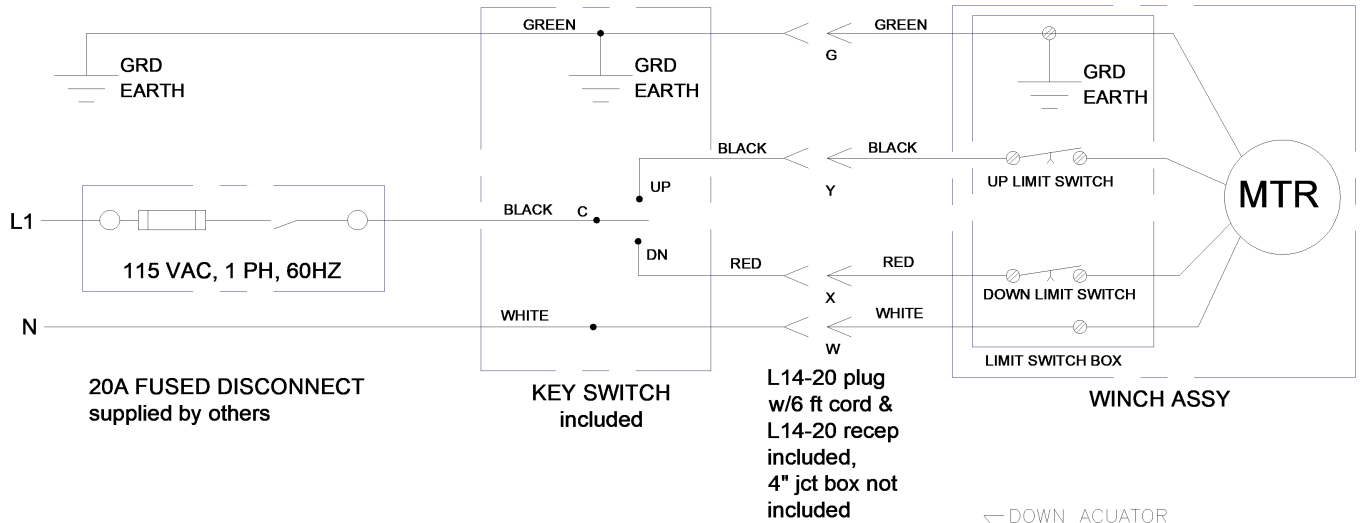 GREEN
GREEN
G
GRD
EARTH
GRD
EARTH
GRD
EARTH
BLACK
BLACK
Y
UP
UP LIMIT SWITCH
MTR
L1
BLACK
C
115 VAC, 1 PH, 60HZ
DN
RED
RED
X
DOWN LIMIT SWITCH
N
WHITE
WHITE
W
LIMIT SWITCH BOX
20A FUSED DISCONNECT
supplied by others
KEY SWITCH
included
L14-20 plug
w/6 ft cord &
L14-20 recep
included,
4" jct box not
included
WINCH ASSY
DOWN ACUATOR